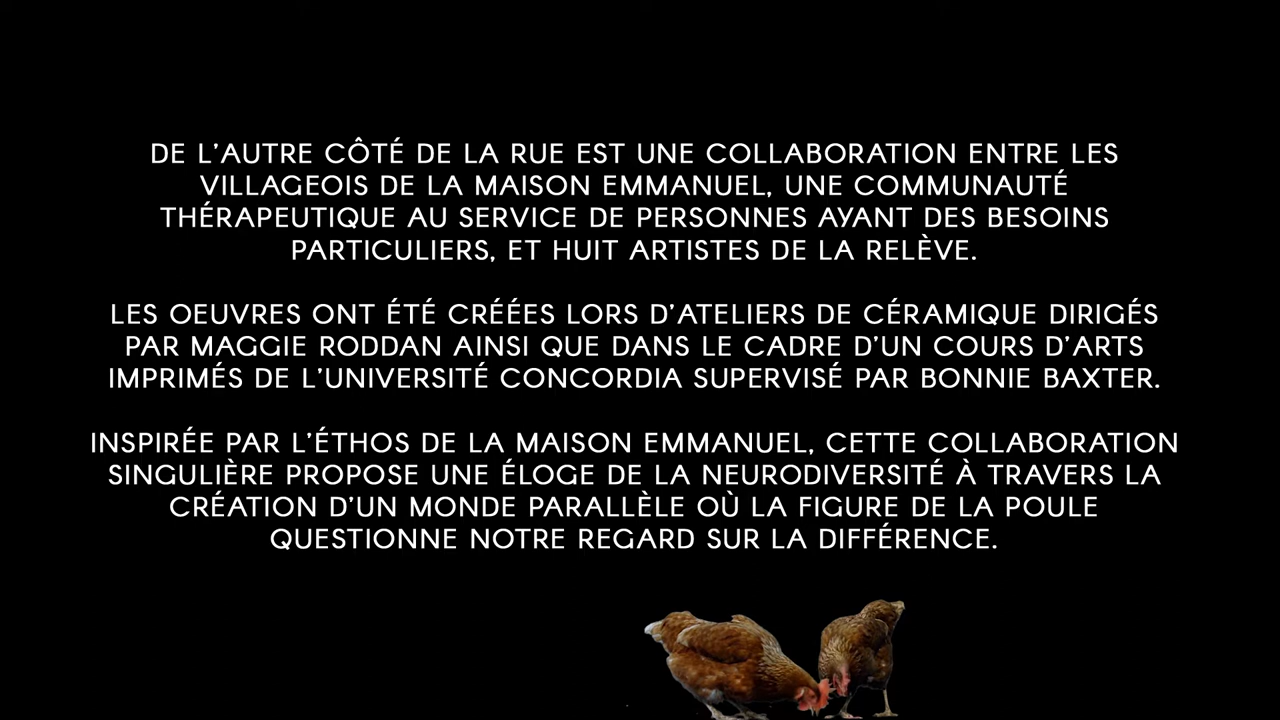 DE L'AUTRE CÔTÉ DE LA RUE EST UNE COLLABORATION ENTRE LES
VILLAGEOIS DE LA MAISON EMMANUEL, UNE COMMUNAUTÉ
THÉRAPEUTIQUE AU SERVICE DE PERSONNES AYANT DES BESOINS
PARTICULIERS, ET HUIT ARTISTES DE LA RELÈVE.
LES OEUVRES ONT ÉTÉ CRÉÉES LORS D'ATELIERS DE CÉRAMIQUE DIRIGÉS
PAR MAGGIE RODDAN AINSI QUE DANS LE CADRE D'UN COURS D'ARTS
IMPRIMÉS DE L'UNIVERSITÉ CONCORDIA SUPERVISÉ PAR BONNIE BAXTER.
INSPIRÉE PAR L'ÉTHOS DE LA MAISON EMMANUEL, CETTE COLLABORATION
SINGULIÈRE PROPOSE UNE ÉLOGE DE LA NEURODIVERSITÉ À TRAVERS LA
CRÉATION D'UN MONDE PARALLÈLE OÙ LA FIGURE DE LA POULE
QUESTIONNE NOTRE REGARD SUR LA DIFFÉRENCE.